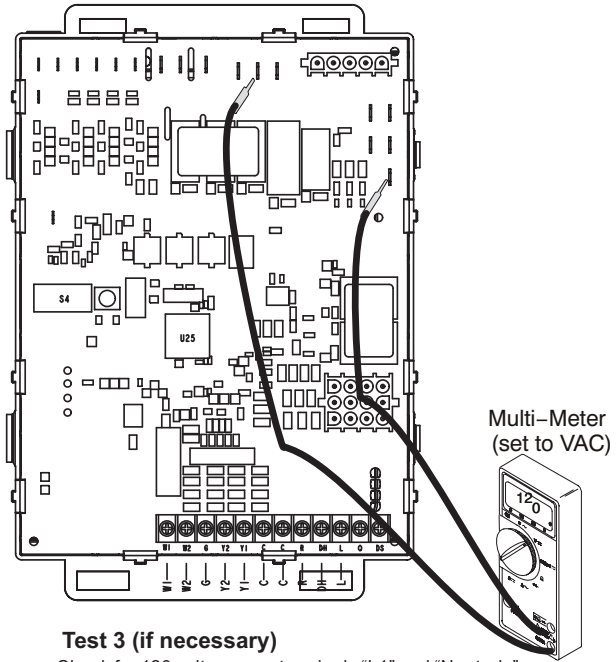 S4
U25
Multi–Meter
(set to VAC)
120
W1 W2 G Y2 Y1 C C R DH L O DS
W1 W2 G Y2 Y1 C C R DH L
Test 3 (if necessary)